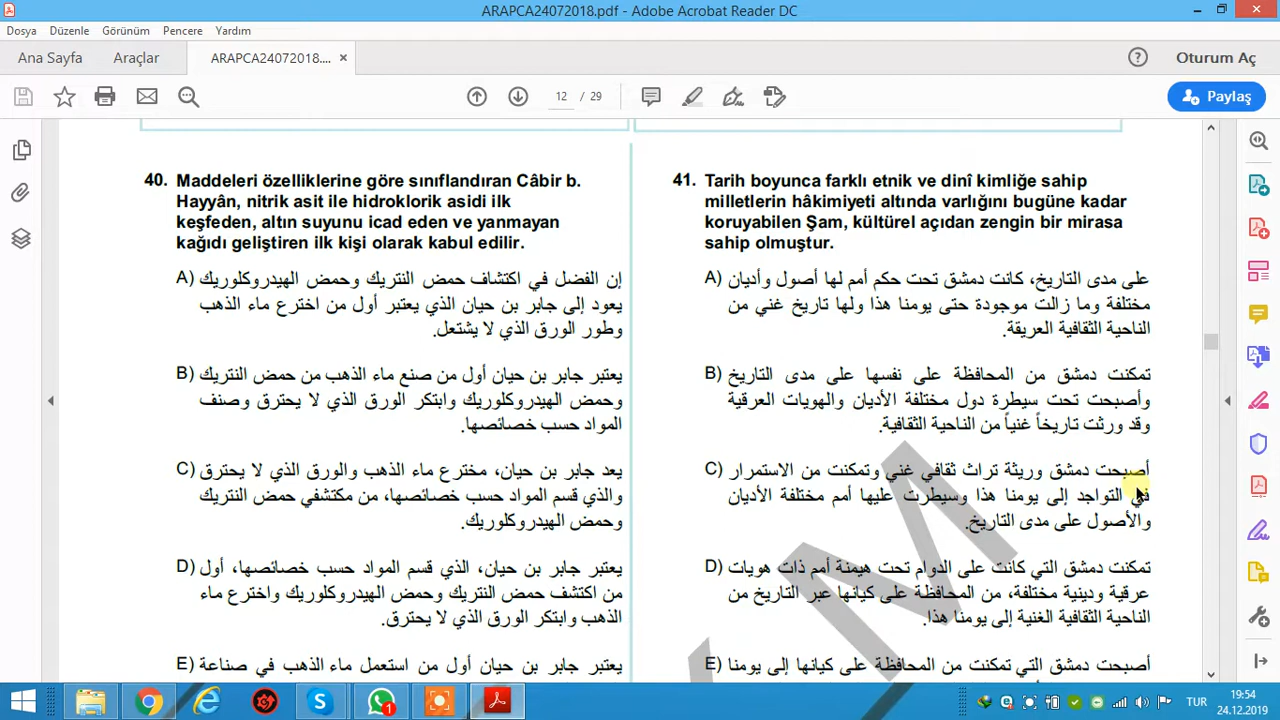 ARAPCA24072018.pdf - Adobe Acrobat Reader DC
Dosya Düzenle Görünüm Pencere Yardım
Ana Sayfa Araçlar ARAPCA24072018.... × Oturum Aç
12 / 29 Paylaş
40. Maddeleri özelliklerine göre sınıflandıran Câbir b.
Hayyân, nitrik asit ile hidroklorik asidi ilk
keşfeden, altın suyunu icad eden ve yanmayan
kağıdı geliştiren ilk kişi olarak kabul edilir.
A) إن الفضل في اكتشاف حمض النتريك وحمض الهيدروكلوريك
يعود إلى جابر بن حيان الذي يعتبر أول من اخترع ماء الذهب
وطور الورق الذي لا يشتعل.
B) يعتبر جابر بن حيان أول من صنع ماء الذهب من حمض النتريك
وحمض الهيدروكلوريك وابتكر الورق الذي لا يحترق وصنف
المواد حسب خصائصها.
C) يعد جابر بن حيان، مخترع ماء الذهب والورق الذي لا يحترق
والذي قسم المواد حسب خصائصها، من مكتشفي حمض النتريك
وحمض الهيدروكلوريك.
D) يعتبر جابر بن حيان، الذي قسم المواد حسب خصائصها، أول
من اكتشف حمض النتريك وحمض الهيدروكلوريك واخترع ماء
الذهب وابتكر الورق الذي لا يحترق.
E) يعتبر جابر بن حيان أول من استعمل ماء الذهب في صناعة
41. Tarih boyunca farklı etnik ve dinî kimliğe sahip
milletlerin hâkimiyeti altında varlığını bugüne kadar
koruyabilen Şam, kültürel açıdan zengin bir mirasa
sahip olmuştur.
A) على مدى التاريخ، كانت دمشق تحت حكم أمم لها أصول وأديان
مختلفة وما زالت موجودة حتى يومنا هذا ولها تاريخ غني من
الناحية الثقافية العريقة.
B) تمكنت دمشق من المحافظة على نفسها على مدى التاريخ
وأصبحت تحت سيطرة دول مختلفة الأديان والهويات العرقية
وقد ورثت تاريخاً غنياً من الناحية الثقافية.
C) أصبحت دمشق وريثة تراث ثقافي غني وتمكنت من الاستمرار
في التواجد إلى يومنا هذا وسيطرت عليها أمم مختلفة الأديان
والأصول على مدى التاريخ.
D) تمكنت دمشق التي كانت على الدوام تحت هيمنة أمم ذات هويات
عرقية ودينية مختلفة، من المحافظة على كيانها عبر التاريخ من
الناحية الثقافية الغنية إلى يومنا هذا.
E) أصبحت دمشق التي تمكنت من المحافظة على كيانها إلى يومنا
TUR
19:54
24.12.2019